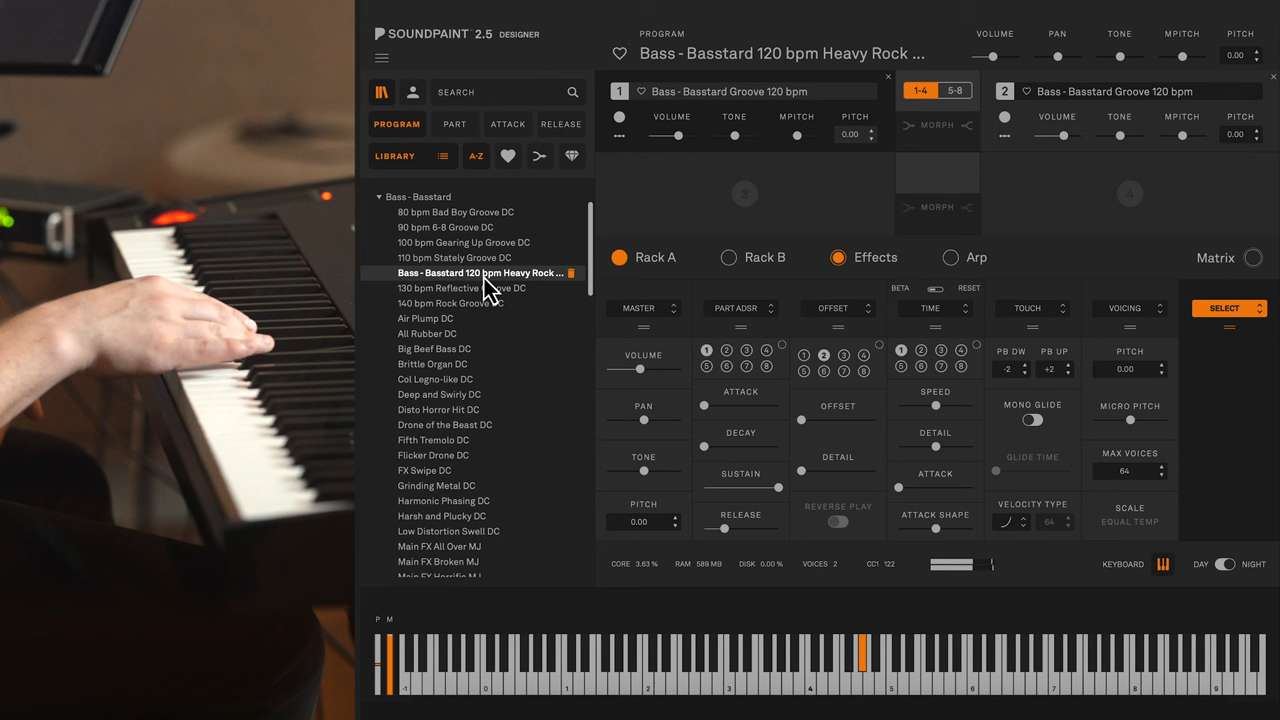 SOUNDPAINT 2.5 DESIGNER
PROGRAM
Bass - Basstard 120 bpm Heavy Rock ...
VOLUME PAN TONE MPITCH PITCH
0.00
SEARCH
PROGRAM PART ATTACK RELEASE
LIBRARY A-Z
1 Bass - Basstard Groove 120 bpm
VOLUME TONE MPITCH PITCH
0.00
1-4 5-8
MORPH
2 Bass - Basstard Groove 120 bpm
VOLUME TONE MPITCH PITCH
0.00
3
MORPH
4
Bass - Basstard
80 bpm Bad Boy Groove DC
90 bpm 6-8 Groove DC
100 bpm Gearing Up Groove DC
110 bpm Stately Groove DC
Bass - Basstard 120 bpm Heavy Rock ...
130 bpm Reflective DC
140 bpm Rock Groove
Air Plump DC
All Rubber DC
Big Beef Bass DC
Brittle Organ DC
Col Legno-like DC
Deep and Swirly DC
Disto Horror Hit DC
Drone of the Beast DC
Fifth Tremolo DC
Flicker Drone DC
FX Swipe DC
Grinding Metal DC
Harmonic Phasing DC
Harsh and Plucky DC
Low Distortion Swell DC
Main FX All Over MJ
Main FX Broken MJ
Main FX Horrific MJ
Rack A Rack B Effects Arp Matrix
BETA RESET
MASTER PART ADSR OFFSET TIME TOUCH VOICING SELECT
VOLUME
PAN
TONE
PITCH
0.00
1 2 3 4
5 6 7 8
ATTACK
DECAY
SUSTAIN
RELEASE
1 2 3 4
5 6 7 8
OFFSET
DETAIL
REVERSE PLAY
1 2 3 4
5 6 7 8
SPEED
DETAIL
ATTACK
ATTACK SHAPE
PB DW PB UP
-2 +2
MONO GLIDE
GLIDE TIME
VELOCITY TYPE
64
PITCH
0.00
MICRO PITCH
MAX VOICES
64
SCALE
EQUAL TEMP
CORE 3.63 % RAM 589 MB DISK 0.00 % VOICES 2 CC1 122
KEYBOARD DAY NIGHT
P M
-1 0 1 2 3 4 5 6 7 8 9